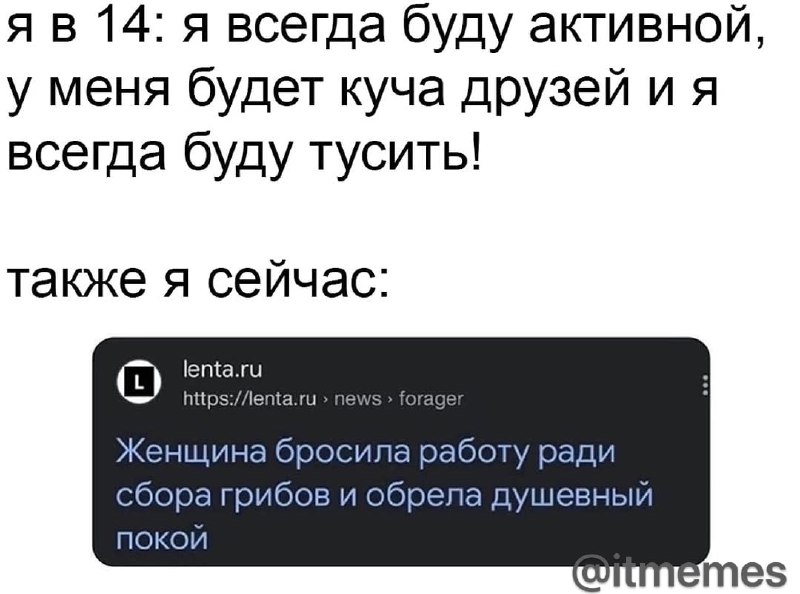 я в 14: я всегда буду активной,
у меня будет куча друзей и я
всегда буду тусить!
также я сейчас:
L
lenta.ru
https://lenta.ru › news › forager
Женщина бросила работу ради
сбора грибов и обрела душевный
покой
@itmemes